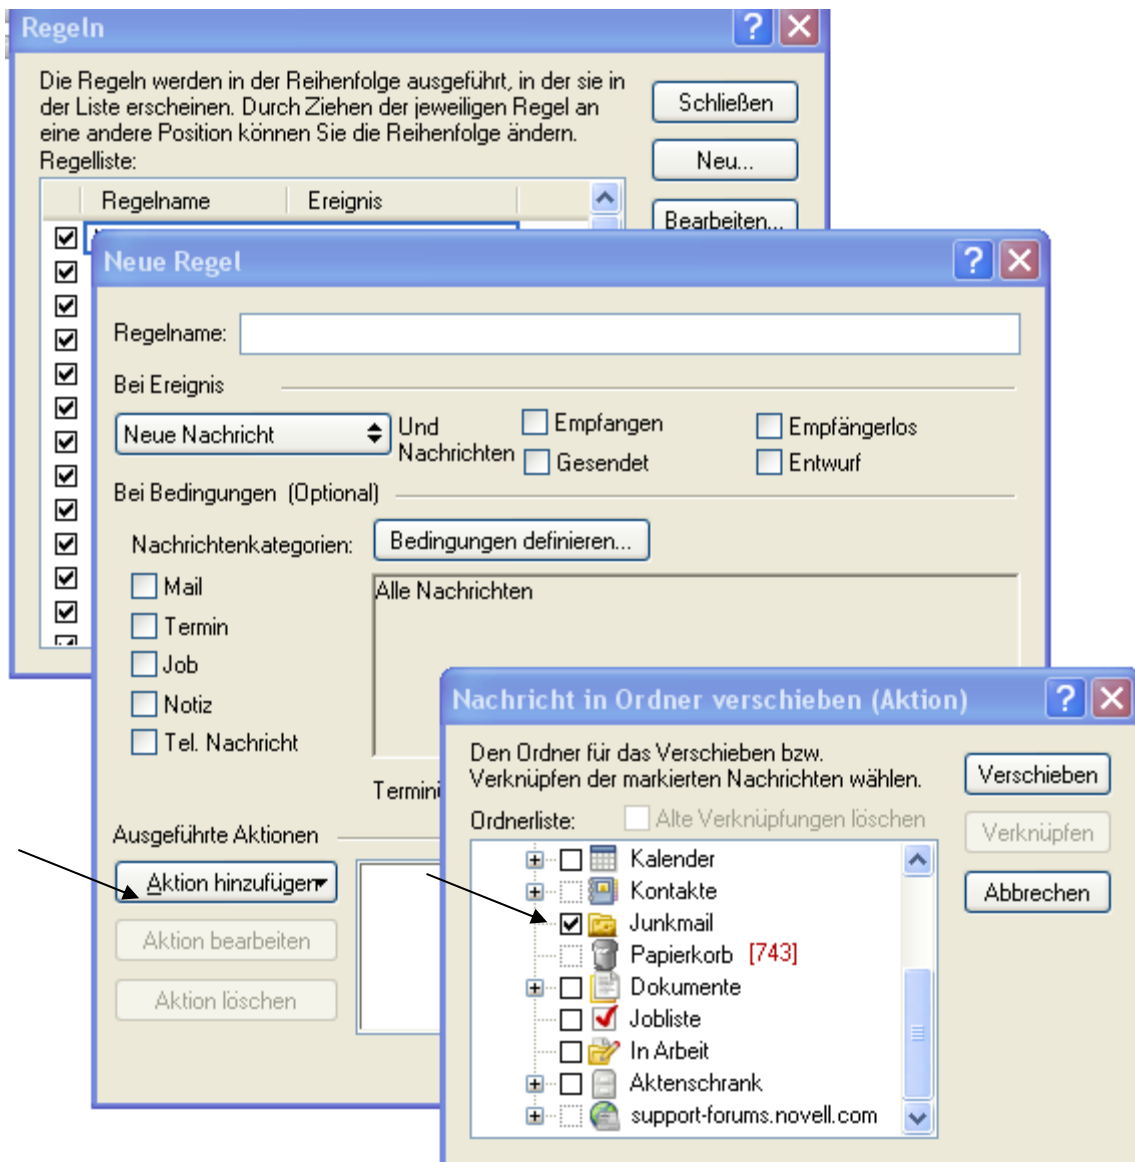 Regeln
Die Regeln werden in der Reihenfolge ausgeführt, in der sie in
der Liste erscheinen. Durch Ziehen der jeweiligen Regel an
eine andere Position können Sie die Reihenfolge ändern.
Regelliste:
Schließen
Neu...
Bearbeiten...
Regelname Ereignis
Neue Regel
Regelname:
Bei Ereignis
Neue Nachricht
Und
Nachrichten
Empfangen
Empfängerlos
Gesendet
Entwurf
Bei Bedingungen (Optional)
Nachrichtenkategorien:
Bedingungen definieren...
Mail
Termin
Job
Notiz
Tel. Nachricht
Alle Nachrichten
Ausgeführte Aktionen
Aktion hinzufügen
Aktion bearbeiten
Aktion löschen
Nachricht in Ordner verschieben (Aktion)
Den Ordner für das Verschieben bzw.
Verknüpfen der markierten Nachrichten wählen.
Ordnerliste:
Alte Verknüpfungen löschen
Verschieben
Verknüpfen
Abbrechen
Kalender
Kontakte
Junkmail
Papierkorb [743]
Dokumente
Jobliste
In Arbeit
Aktenschrank
support-forums.novell.com